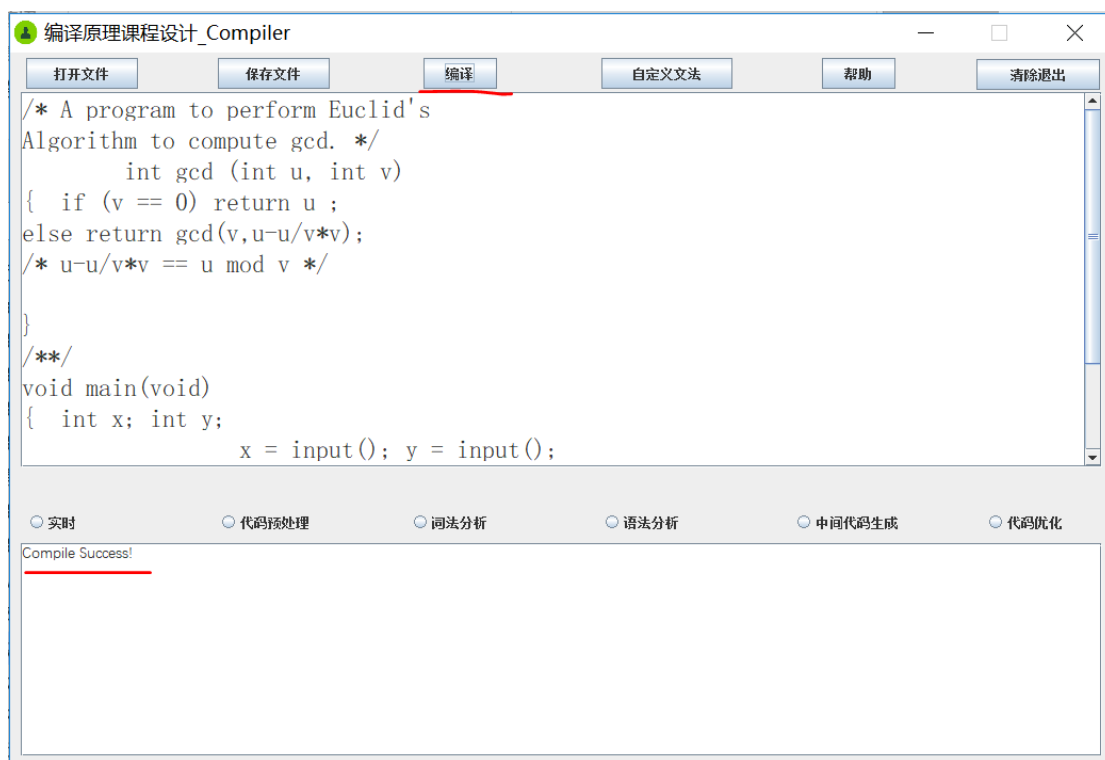 编译原理课程设计_Compiler
打开文件 保存文件 编译 自定义文法 帮助 清除退出
/* A program to perform Euclid's
Algorithm to compute gcd. */
int gcd (int u, int v)
{ if (v == 0) return u ;
else return gcd(v,u-u/v*v);
/* u-u/v*v == u mod v */
}
/**/
void main(void)
{ int x; int y;
x = input(); y = input();
实时 代码预处理 词法分析 语法分析 中间代码生成 代码优化
Compile Success!